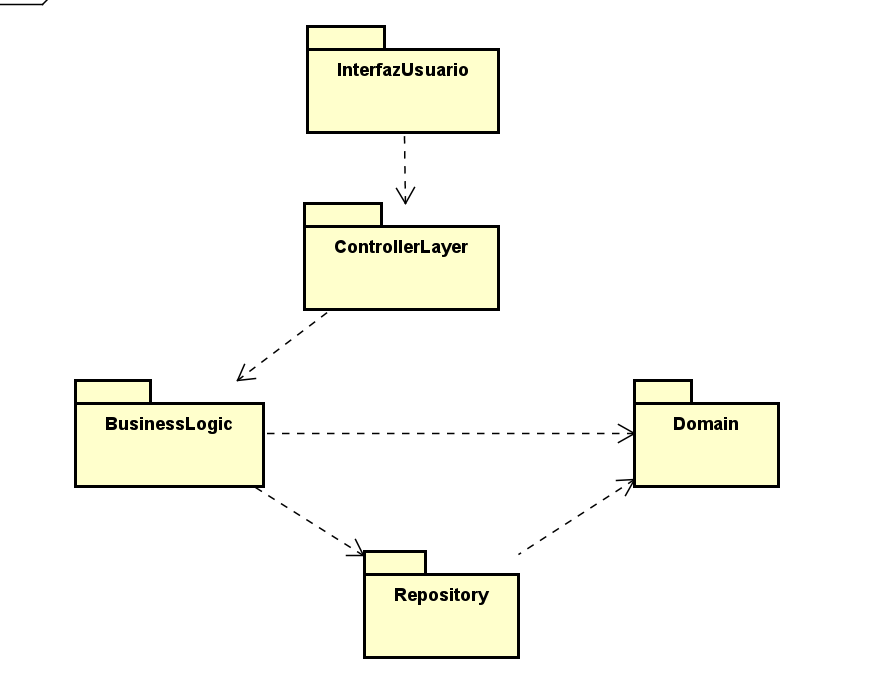 InterfazUsuario
ControllerLayer
BusinessLogic
Domain
Repository